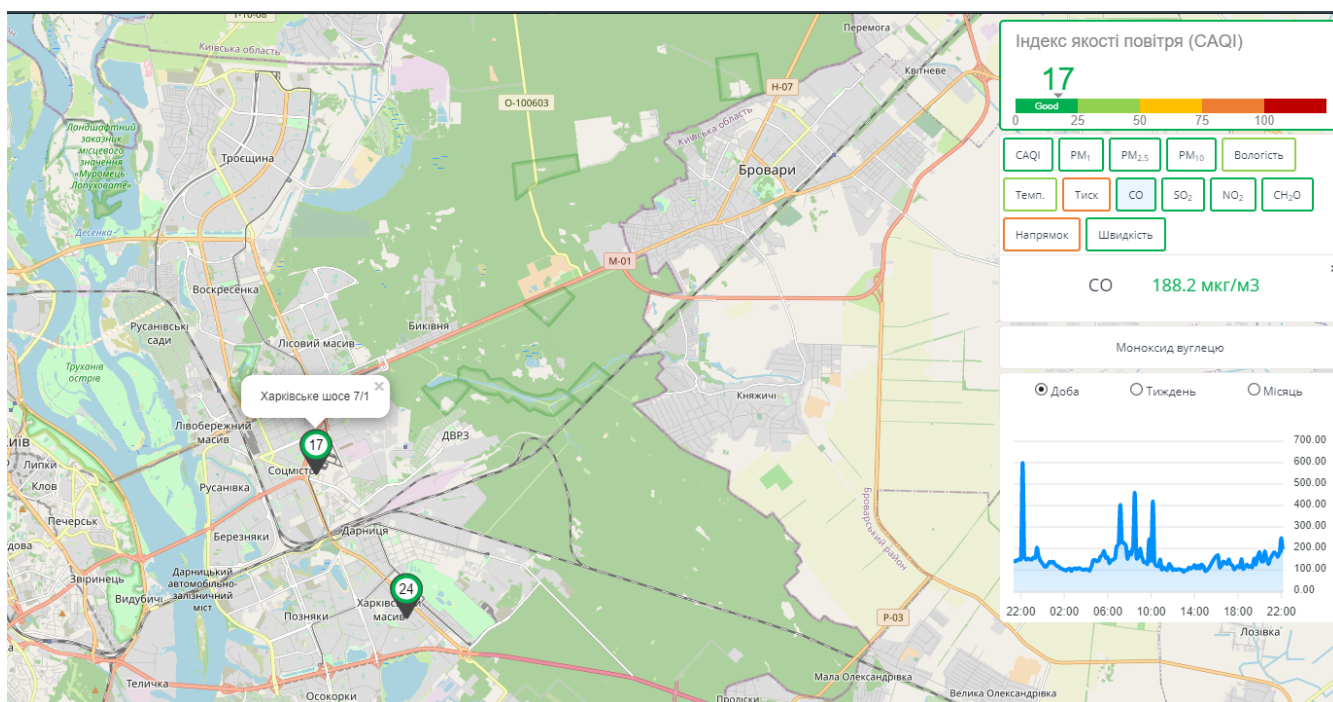 Т-10-08
Київська область
Перемога
Квітневе
О-100603
Н-07
Київська область
Ландшафтний
заказник
місцевого
значення
«Муромець-
Лопуховате»
Троєщина
Бровари
Десенка
М-01
Воскресенка
Русанівські
сади
Биківня
Лісовий масив
Труханів
острів
Харківське шосе 7/1
×
Княжичі
Лівобережний
масив
ДВРЗ
17
Київ
Липки
Клов
Соцмісто
Русанівка
Броварський район
Печерськ
Березняки
Дарниця
Звіринець
Видубичі
Дарницький
автомобільно-
залізничний
міст
24
Харківський
масив
Позняки
Р-03
Лозівка
Теличка
Осокорки
Мала Олександрівка
Велика Олександрівка
Проліски
Індекс якості повітря (CAQI)
17
Good
0 25 50 75 100
CAQI PM1 PM2.5 PM10 Вологість
Темп. Тиск CO SO2 NO2 CH2O
Напрямок Швидкість
CO 188.2 мкг/м3
Моноксид вуглецю
Доба Тиждень Місяць
700.00
600.00
500.00
400.00
300.00
200.00
100.00
0.00
22:00 02:00 06:00 10:00 14:00 18:00 22:00